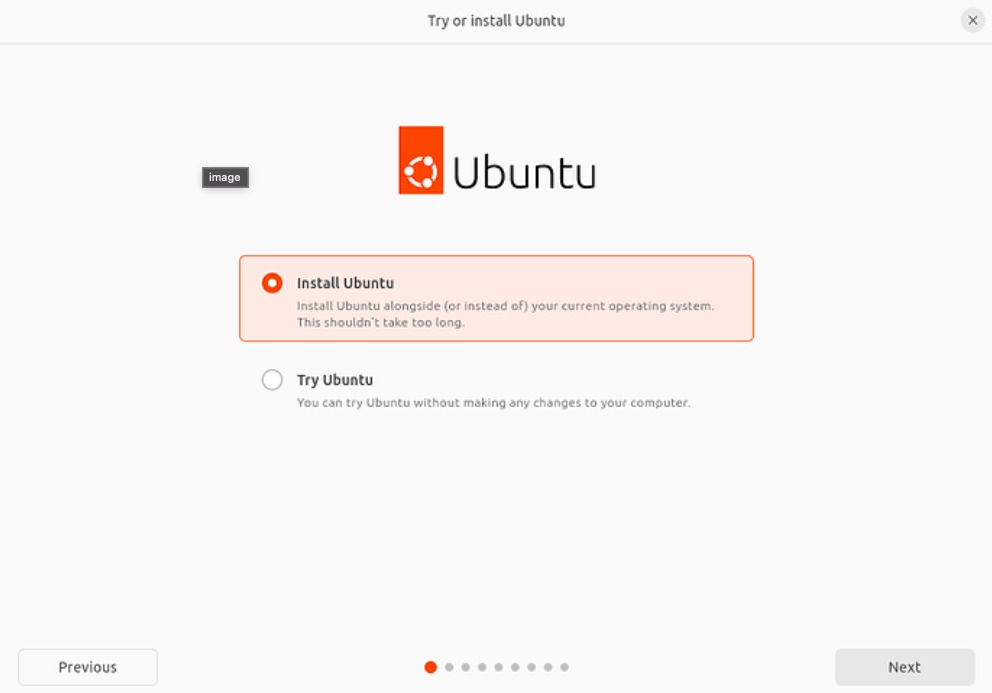 Try or install Ubuntu
image
Ubuntu
Install Ubuntu
Install Ubuntu alongside (or instead of) your current operating system.
This shouldn't take too long.
Try Ubuntu
You can try Ubuntu without making any changes to your computer.
Previous
Next